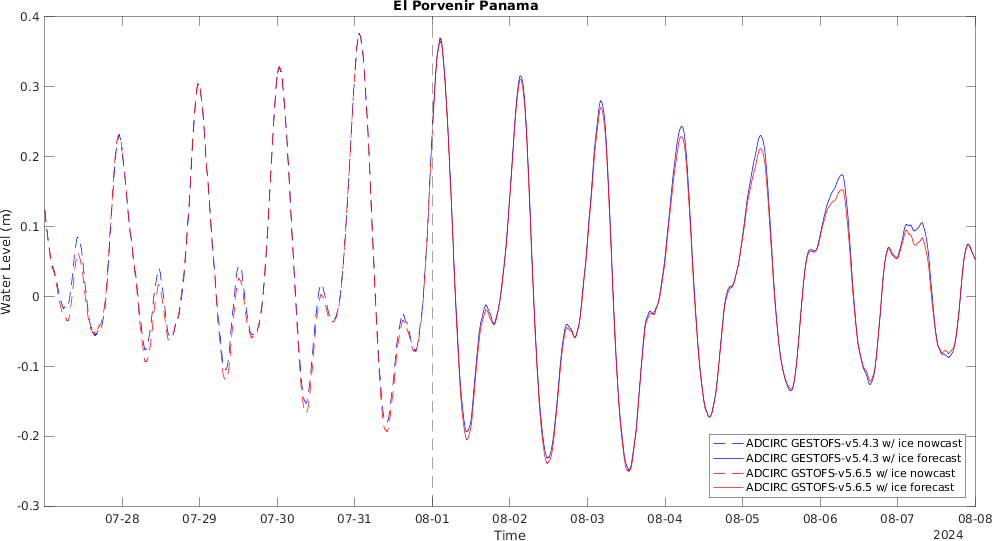 El Porvenir Panama
0.4
0.3
0.2
0.1
0
-0.1
-0.2
-0.3
Water Level (m)
ADCIRC GESTOFS-v5.4.3 w/ ice nowcast
ADCIRC GESTOFS-v5.4.3 w/ ice forecast
ADCIRC GSTOFS-v5.6.5 w/ ice nowcast
ADCIRC GSTOFS-v5.6.5 w/ ice forecast
07-28 07-29 07-30 07-31 08-01 08-02 08-03 08-04 08-05 08-06 08-07 08-08
Time
2024